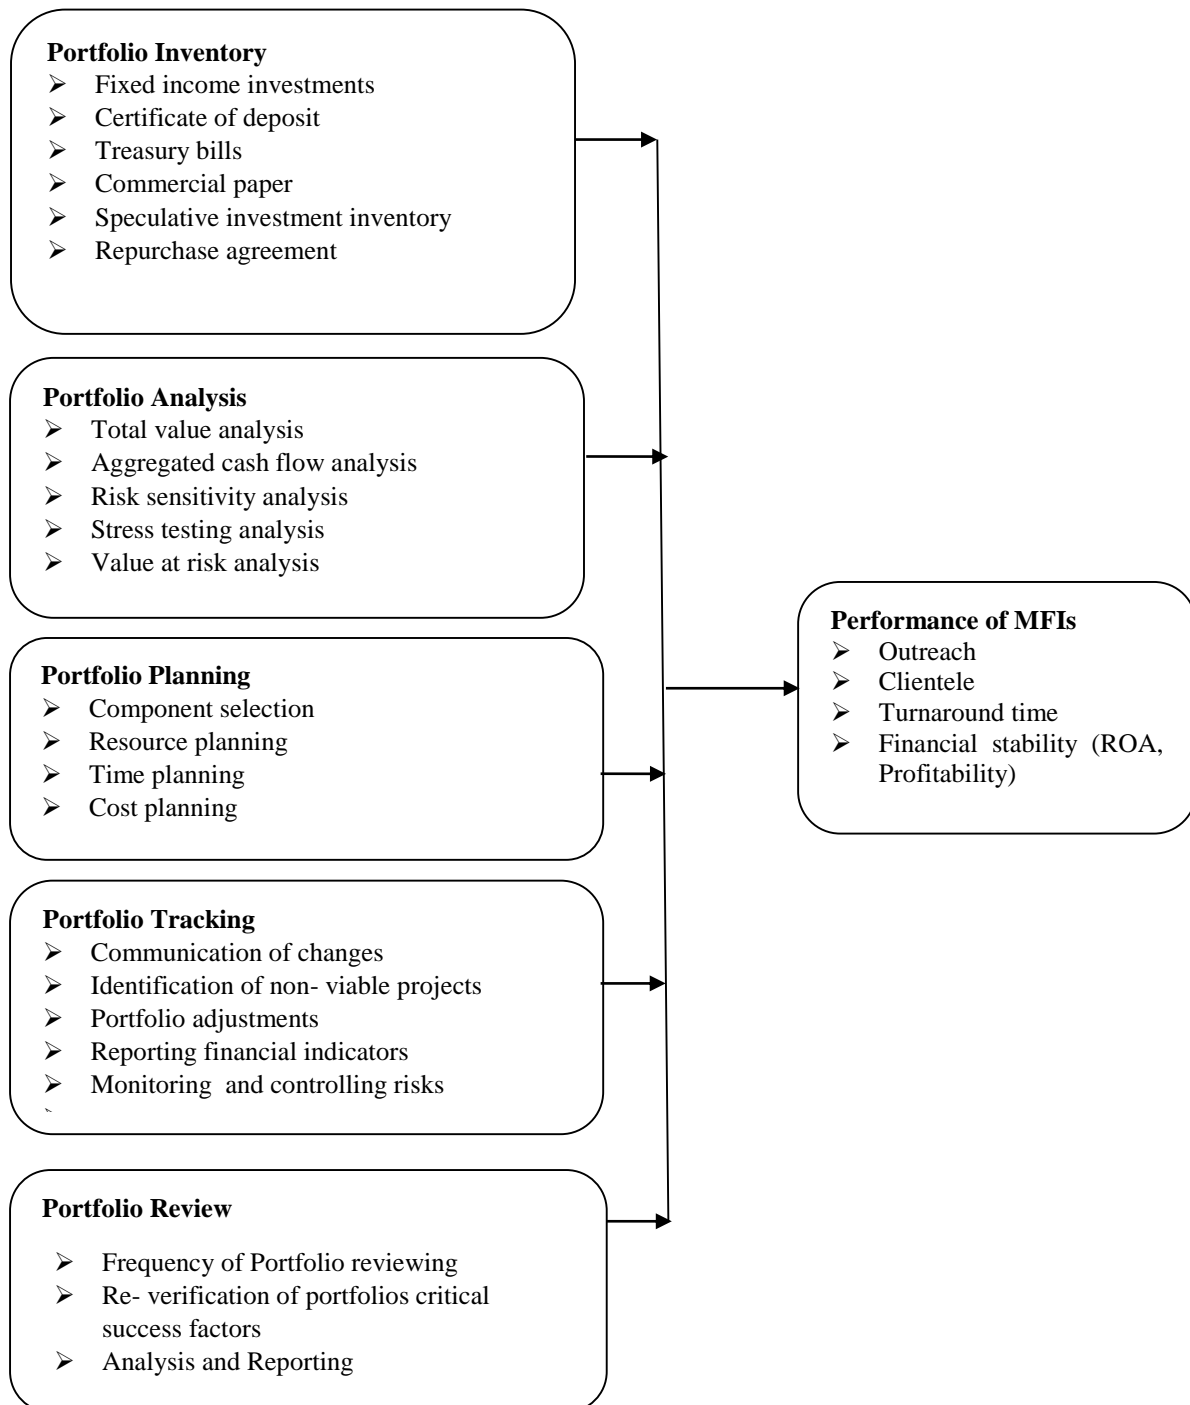 Portfolio Inventory
➢ Fixed income investments
➢ Certificate of deposit
➢ Treasury bills
➢ Commercial paper
➢ Speculative investment inventory
➢ Repurchase agreement
Portfolio Analysis
➢ Total value analysis
➢ Aggregated cash flow analysis
➢ Risk sensitivity analysis
➢ Stress testing analysis
➢ Value at risk analysis
Portfolio Planning
➢ Component selection
➢ Resource planning
➢ Time planning
➢ Cost planning
Portfolio Tracking
➢ Communication of changes
➢ Identification of non- viable projects
➢ Portfolio adjustments
➢ Reporting financial indicators
➢ Monitoring and controlling risks
Portfolio Review
➢ Frequency of Portfolio reviewing
➢ Re- verification of portfolios critical
success factors
➢ Analysis and Reporting
Performance of MFIs
➢ Outreach
➢ Clientele
➢ Turnaround time
➢ Financial stability (ROA,
Profitability)